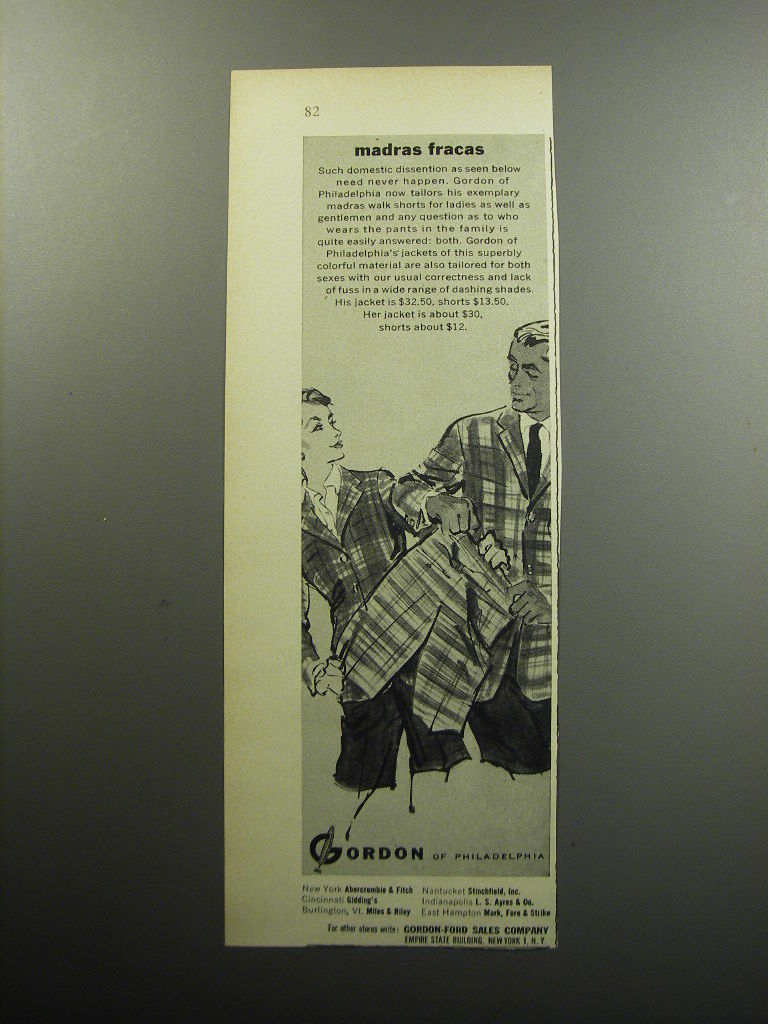 82
madras fracas
Such domestic dissention as seen below
need never happen. Gordon of
Philadelphia now tailors his exemplary
madras walk shorts for ladies as well as
gentlemen and any question as to who
wears the pants in the family is
quite easily answered: both. Gordon of
Philadelphia's jackets of this superbly
colorful material are also tailored for both
sexes with our usual correctness and lack
of fuss in a wide range of dashing shades.
His jacket is $32.50, shorts $13.50.
Her jacket is about $30,
shorts about $12.
GORDON OF PHILADELPHIA
New York Abercrombie & Fitch Nantucket Stinchfield, Inc.
Cincinnati Gidding's Indianapolis L. S. Ayres & Co.
Burlington, Vt. Miles & Riley East Hampton Mark, Fore & Strike
For other stores write: GORDON-FORD SALES COMPANY
EMPIRE STATE BUILDING, NEW YORK 1, N. Y.